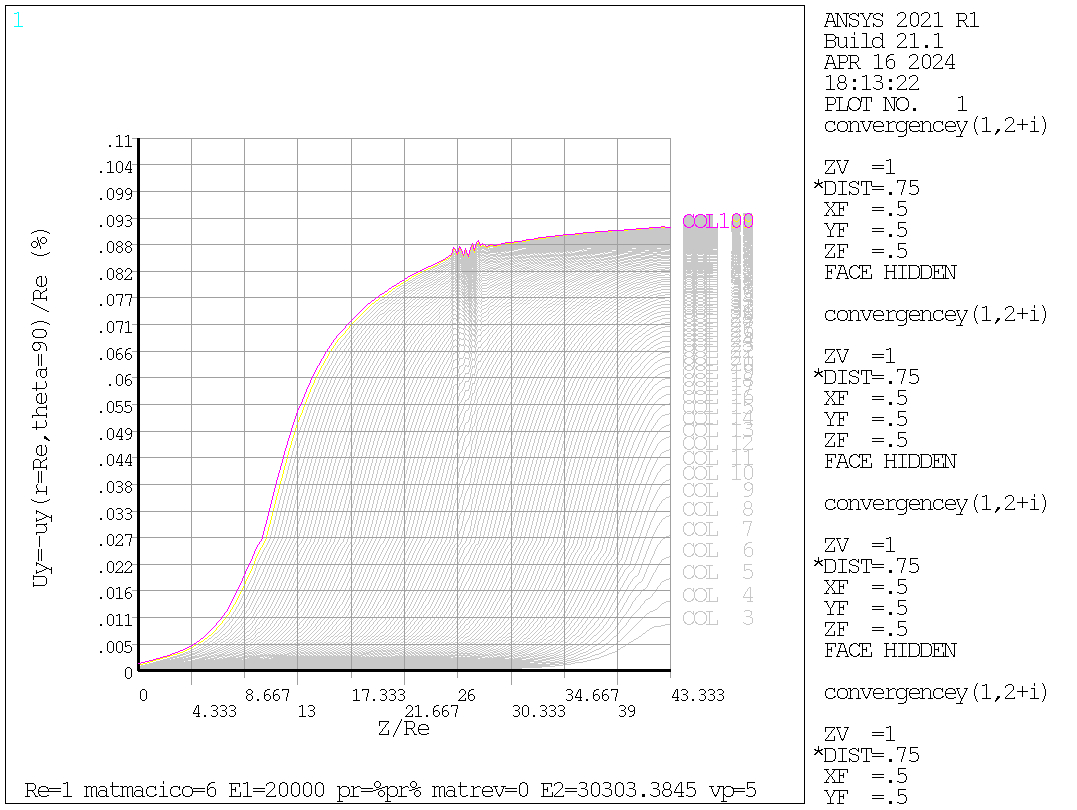 1
ANSYS 2021 R1
Build 21.1
APR 16 2024
18:13:22
PLOT NO. 1
convergencey(1,2+i)
ZV =1
*DIST=.75
XF =.5
YF =.5
ZF =.5
FACE HIDDEN
convergencey(1,2+i)
ZV =1
*DIST=.75
XF =.5
YF =.5
ZF =.5
FACE HIDDEN
convergencey(1,2+i)
ZV =1
*DIST=.75
XF =.5
YF =.5
ZF =.5
FACE HIDDEN
convergencey(1,2+i)
ZV =1
*DIST=.75
XF =.5
YF =.5
Uy=-uy(r=Re,theta=90)/Re (%)
.11
.104
.099
.093
.088
.082
.077
.071
.066
.06
.055
.049
.044
.038
.033
.027
.022
.016
.011
.005
0
COL100
COL 12
COL 11
COL 10
COL 9
COL 8
COL 7
COL 6
COL 5
COL 4
COL 3
0 8.667 17.333 26 34.667 43.333
4.333 13 21.667 30.333 39
Z/Re
Re=1 matmacico=6 E1=20000 pr=%pr% matrev=0 E2=30303.3845 vp=5